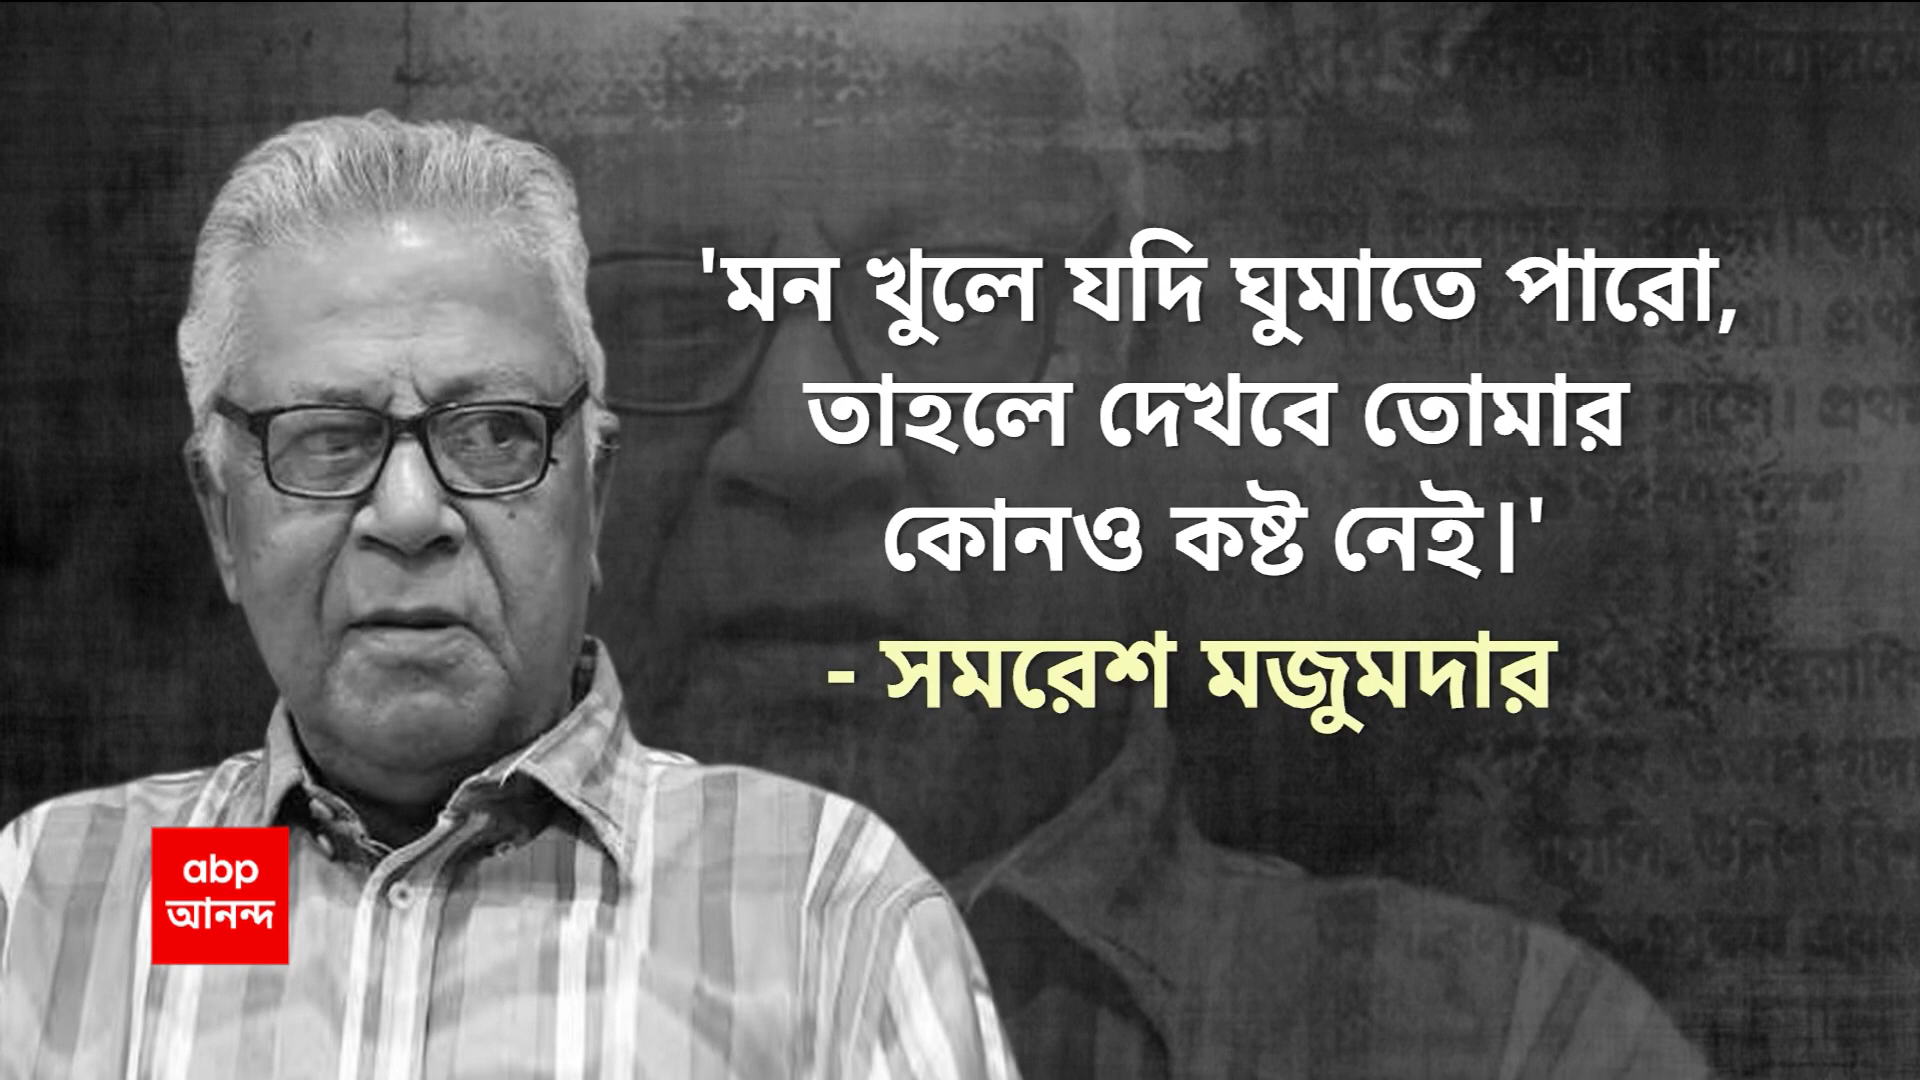 'মন খুলে যদি ঘুমাতে পারো,
তাহলে দেখবে তোমার
কোনও কষ্ট নেই।'
- সমরেশ মজুমদার
abp
আনন্দ